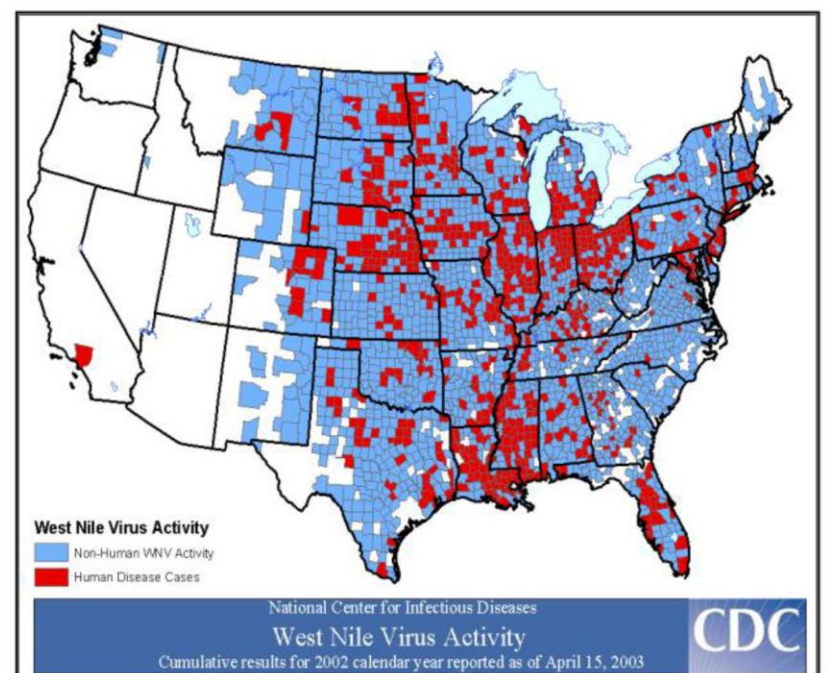 West Nile Virus Activity
Non-Human WNV Activity
Human Disease Cases
National Center for Infectious Diseases
West Nile Virus Activity
Cumulative results for 2002 calendar year reported as of April 15, 2003
CDC